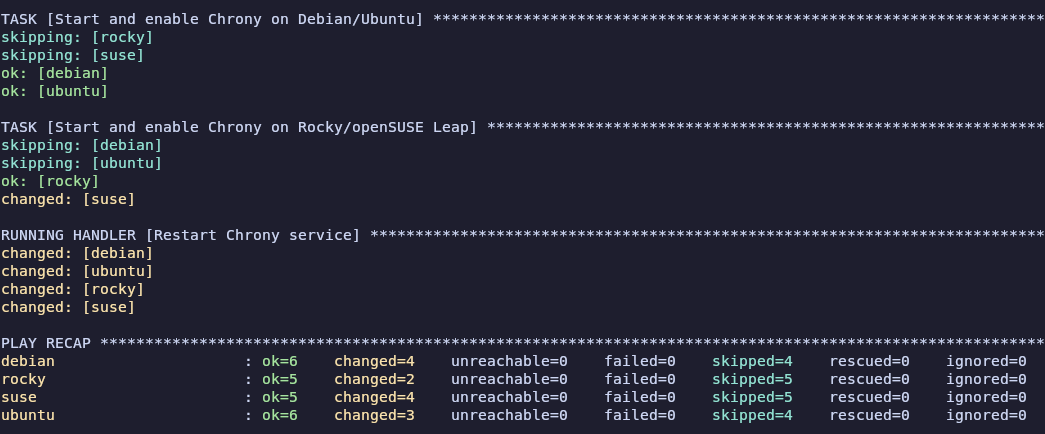 TASK [Start and enable Chrony on Debian/Ubuntu] ********************************************************************
skipping: [rocky]
skipping: [suse]
ok: [debian]
ok: [ubuntu]

TASK [Start and enable Chrony on Rocky/openSUSE Leap] **************************************************************
skipping: [debian]
skipping: [ubuntu]
ok: [rocky]
changed: [suse]

RUNNING HANDLER [Restart Chrony service] ***************************************************************************
changed: [debian]
changed: [ubuntu]
changed: [rocky]
changed: [suse]

PLAY RECAP *********************************************************************************************************
debian                     : ok=6    changed=4    unreachable=0    failed=0    skipped=4    rescued=0    ignored=0
rocky                      : ok=5    changed=2    unreachable=0    failed=0    skipped=5    rescued=0    ignored=0
suse                       : ok=5    changed=4    unreachable=0    failed=0    skipped=5    rescued=0    ignored=0
ubuntu                     : ok=6    changed=3    unreachable=0    failed=0    skipped=4    rescued=0    ignored=0